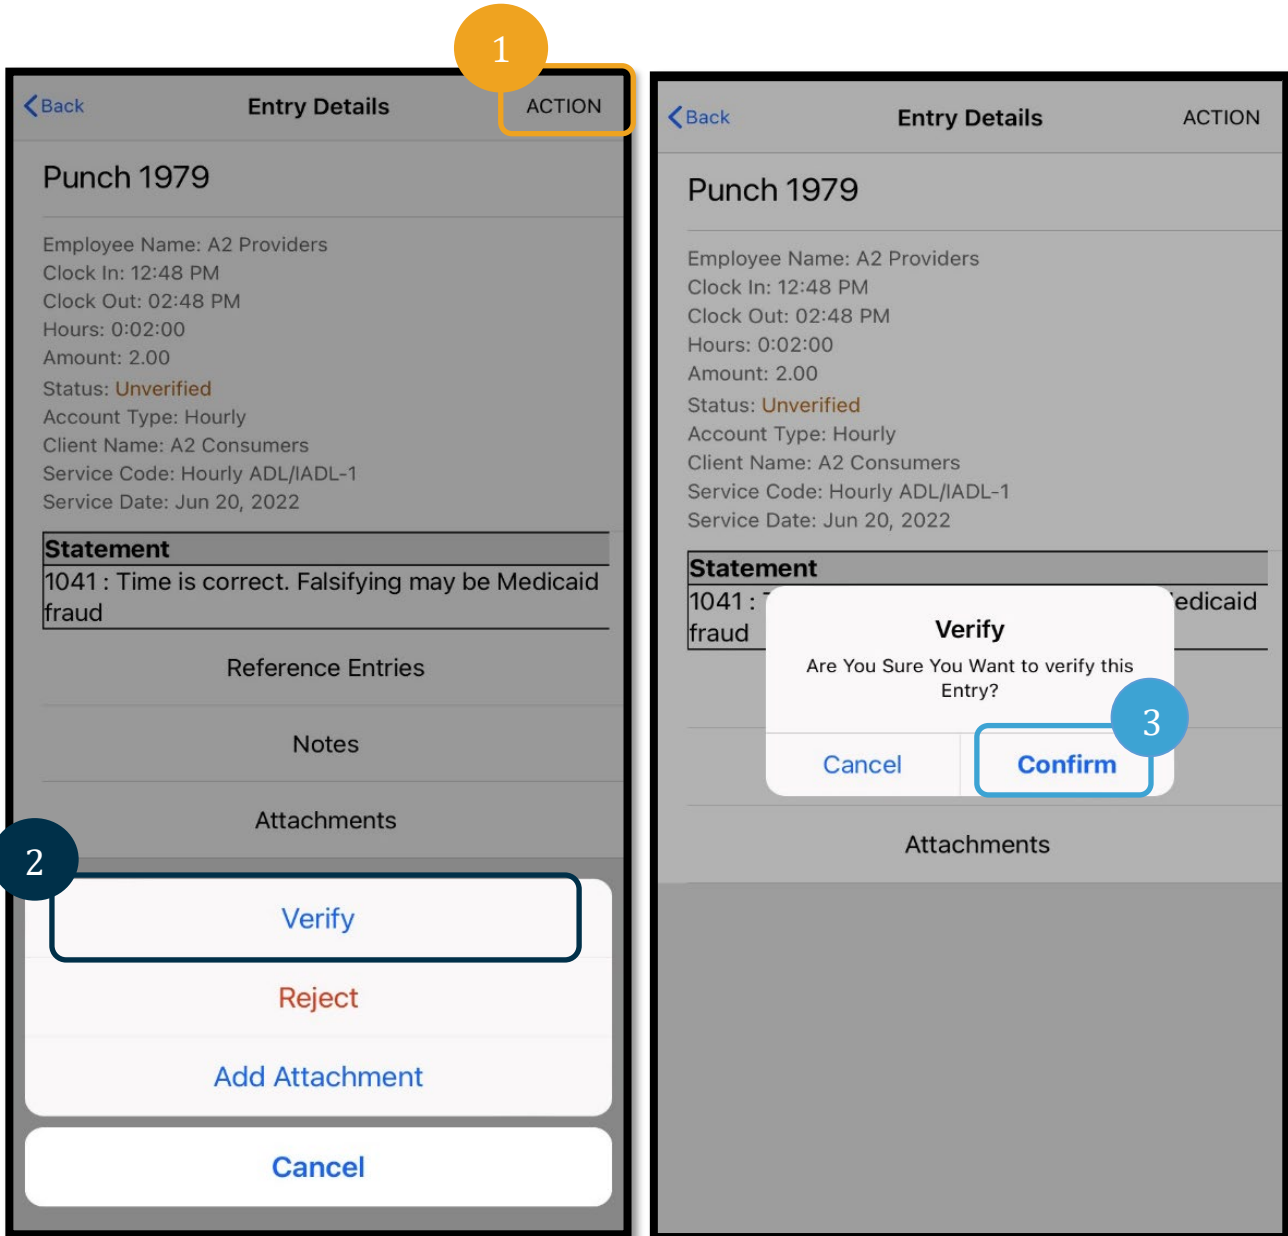 1
Back
Entry Details
ACTION
Punch 1979
Employee Name: A2 Providers
Clock In: 12:48 PM
Clock Out: 02:48 PM
Hours: 0:02:00
Amount: 2.00
Status: Unverified
Account Type: Hourly
Client Name: A2 Consumers
Service Code: Hourly ADL/IADL-1
Service Date: Jun 20, 2022
Statement
1041 : Time is correct. Falsifying may be Medicaid
fraud
Reference Entries
Notes
Attachments
2
Verify
Reject
Add Attachment
Cancel
Back
Entry Details
ACTION
Punch 1979
Employee Name: A2 Providers
Clock In: 12:48 PM
Clock Out: 02:48 PM
Hours: 0:02:00
Amount: 2.00
Status: Unverified
Account Type: Hourly
Client Name: A2 Consumers
Service Code: Hourly ADL/IADL-1
Service Date: Jun 20, 2022
Statement
1041 : edicaid
fraud
Verify
Are You Sure You Want to verify this
Entry?
3
Cancel
Confirm
Attachments